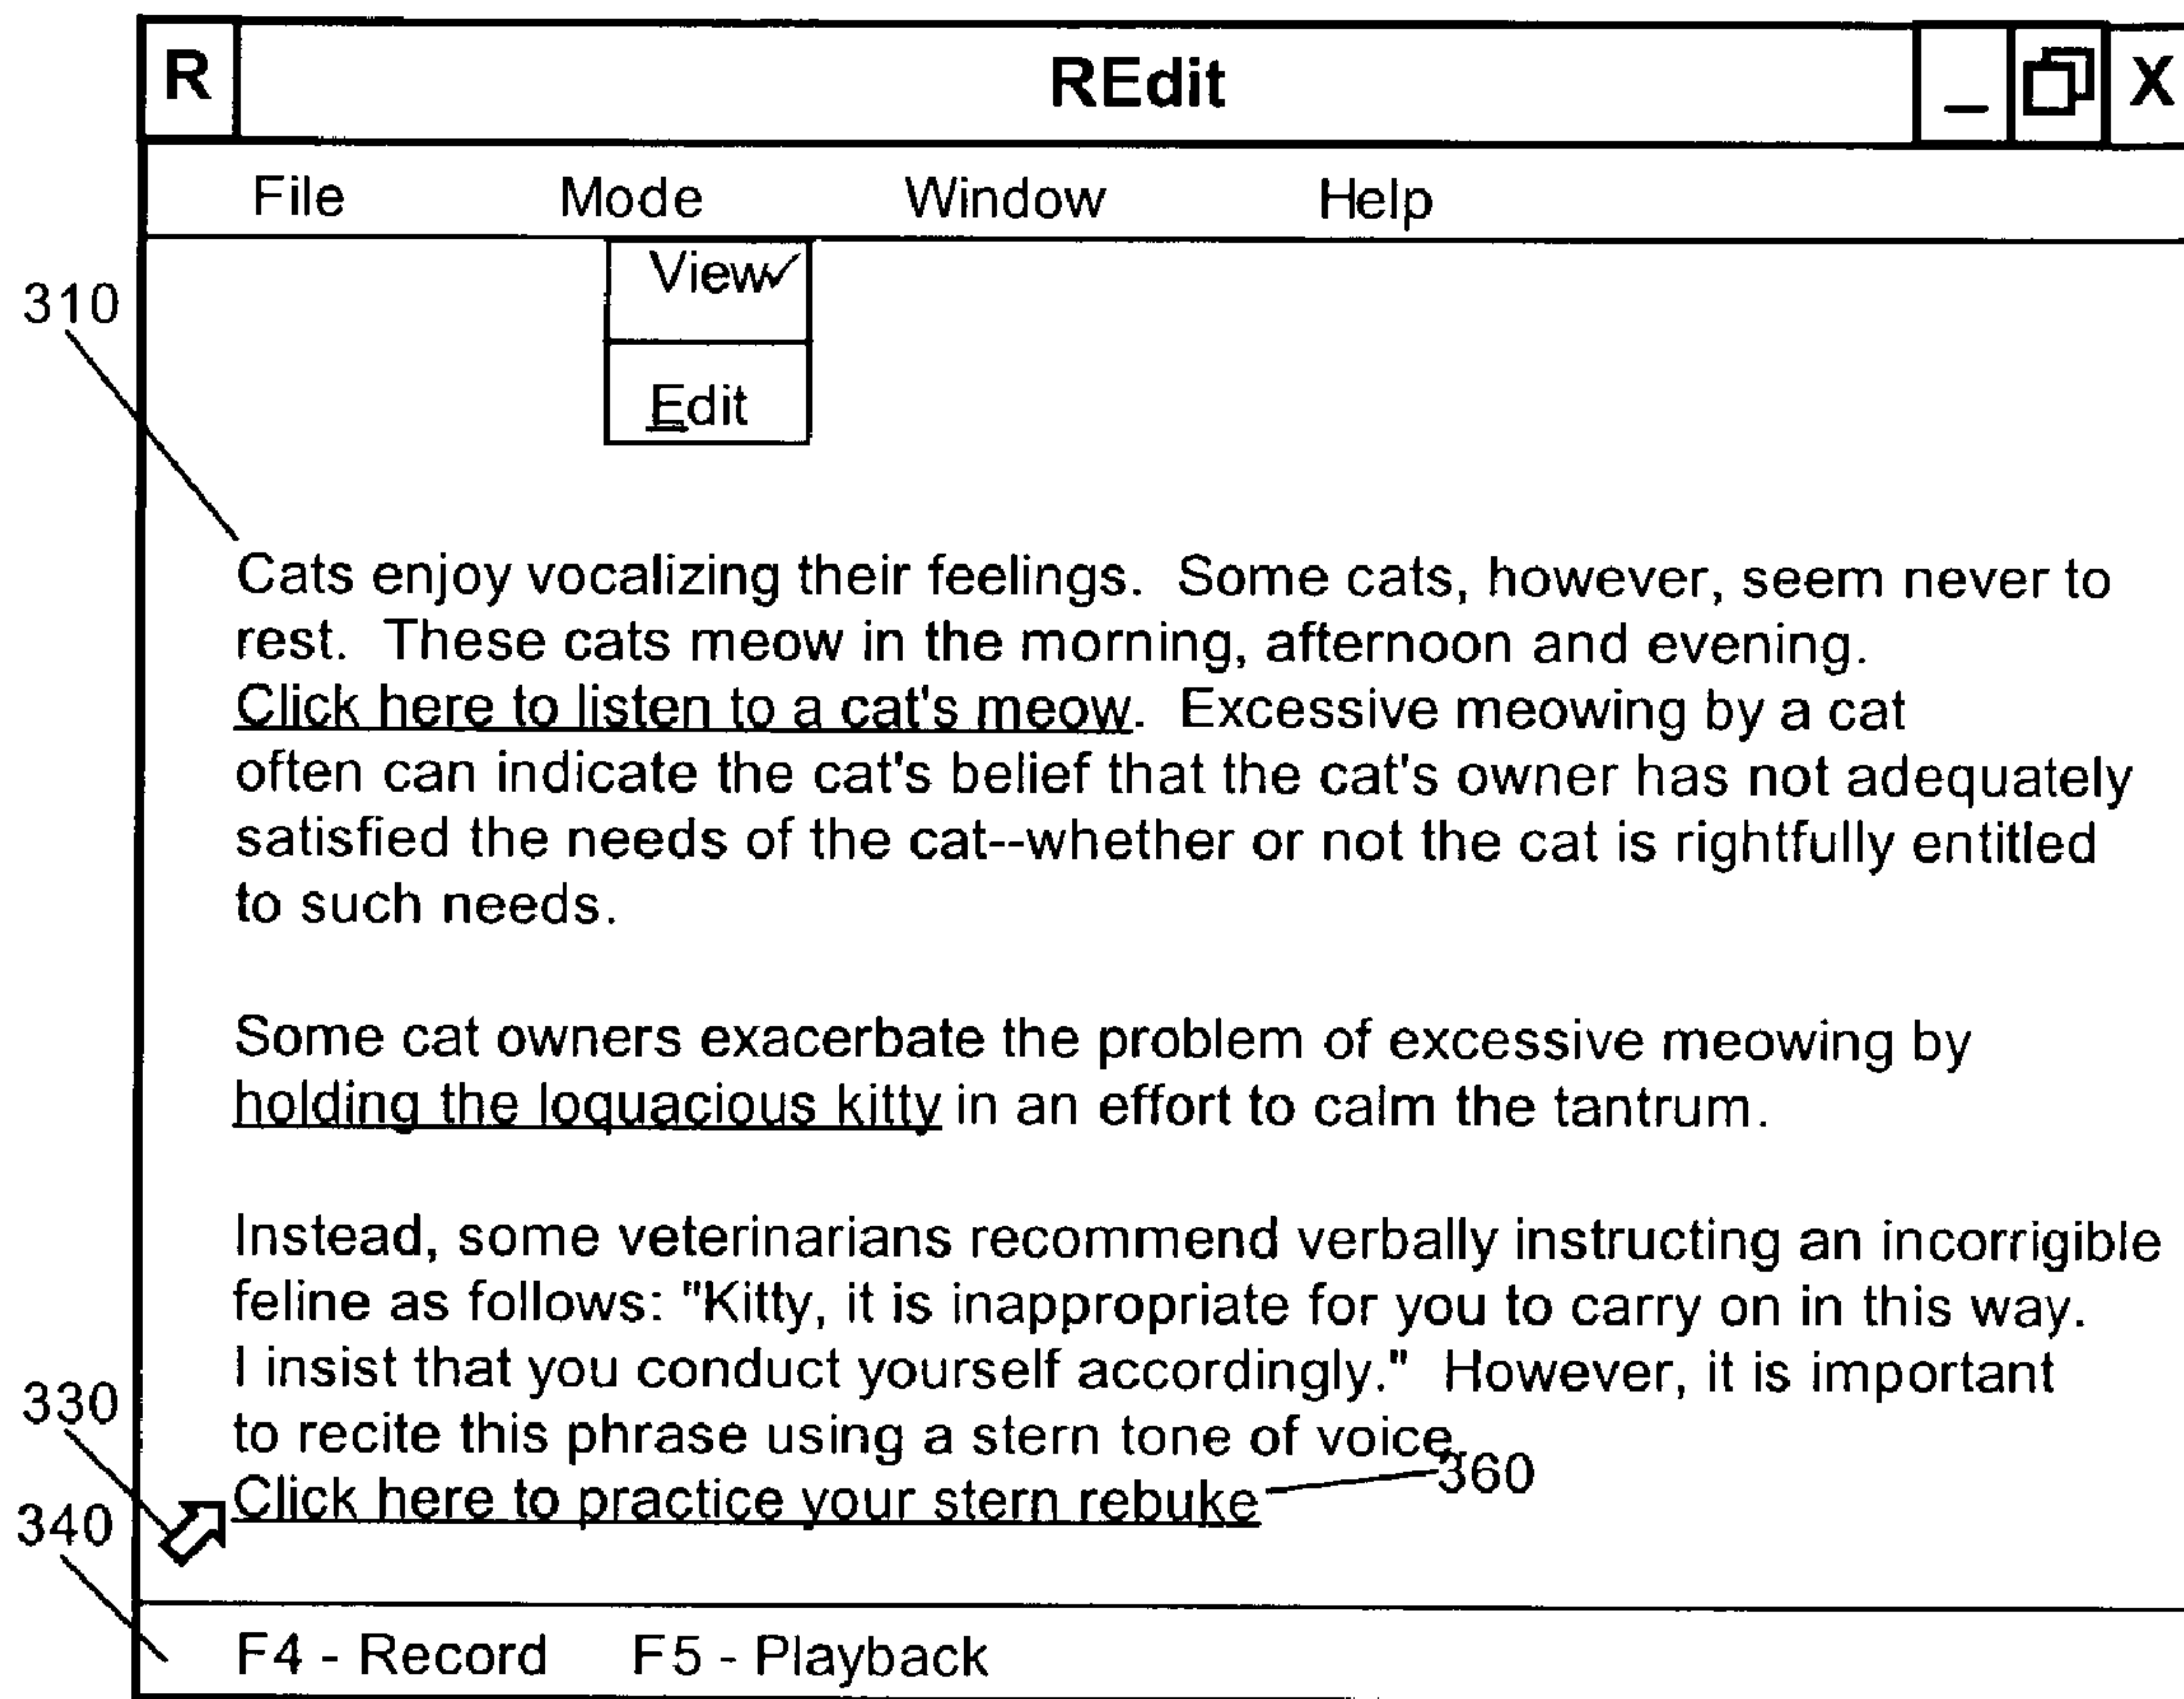 R REdit _ X
File Mode Window Help
View✓
310
Edit
Cats enjoy vocalizing their feelings. Some cats, however, seem never to
rest. These cats meow in the morning, afternoon and evening.
Click here to listen to a cat's meow. Excessive meowing by a cat
often can indicate the cat's belief that the cat's owner has not adequately
satisfied the needs of the cat--whether or not the cat is rightfully entitled
to such needs.
Some cat owners exacerbate the problem of excessive meowing by
holding the loquacious kitty in an effort to calm the tantrum.
Instead, some veterinarians recommend verbally instructing an incorrigible
feline as follows: "Kitty, it is inappropriate for you to carry on in this way.
I insist that you conduct yourself accordingly." However, it is important
330
to recite this phrase using a stern tone of voice.
360
Click here to practice your stern rebuke
340
F4 - Record F5 - Playback